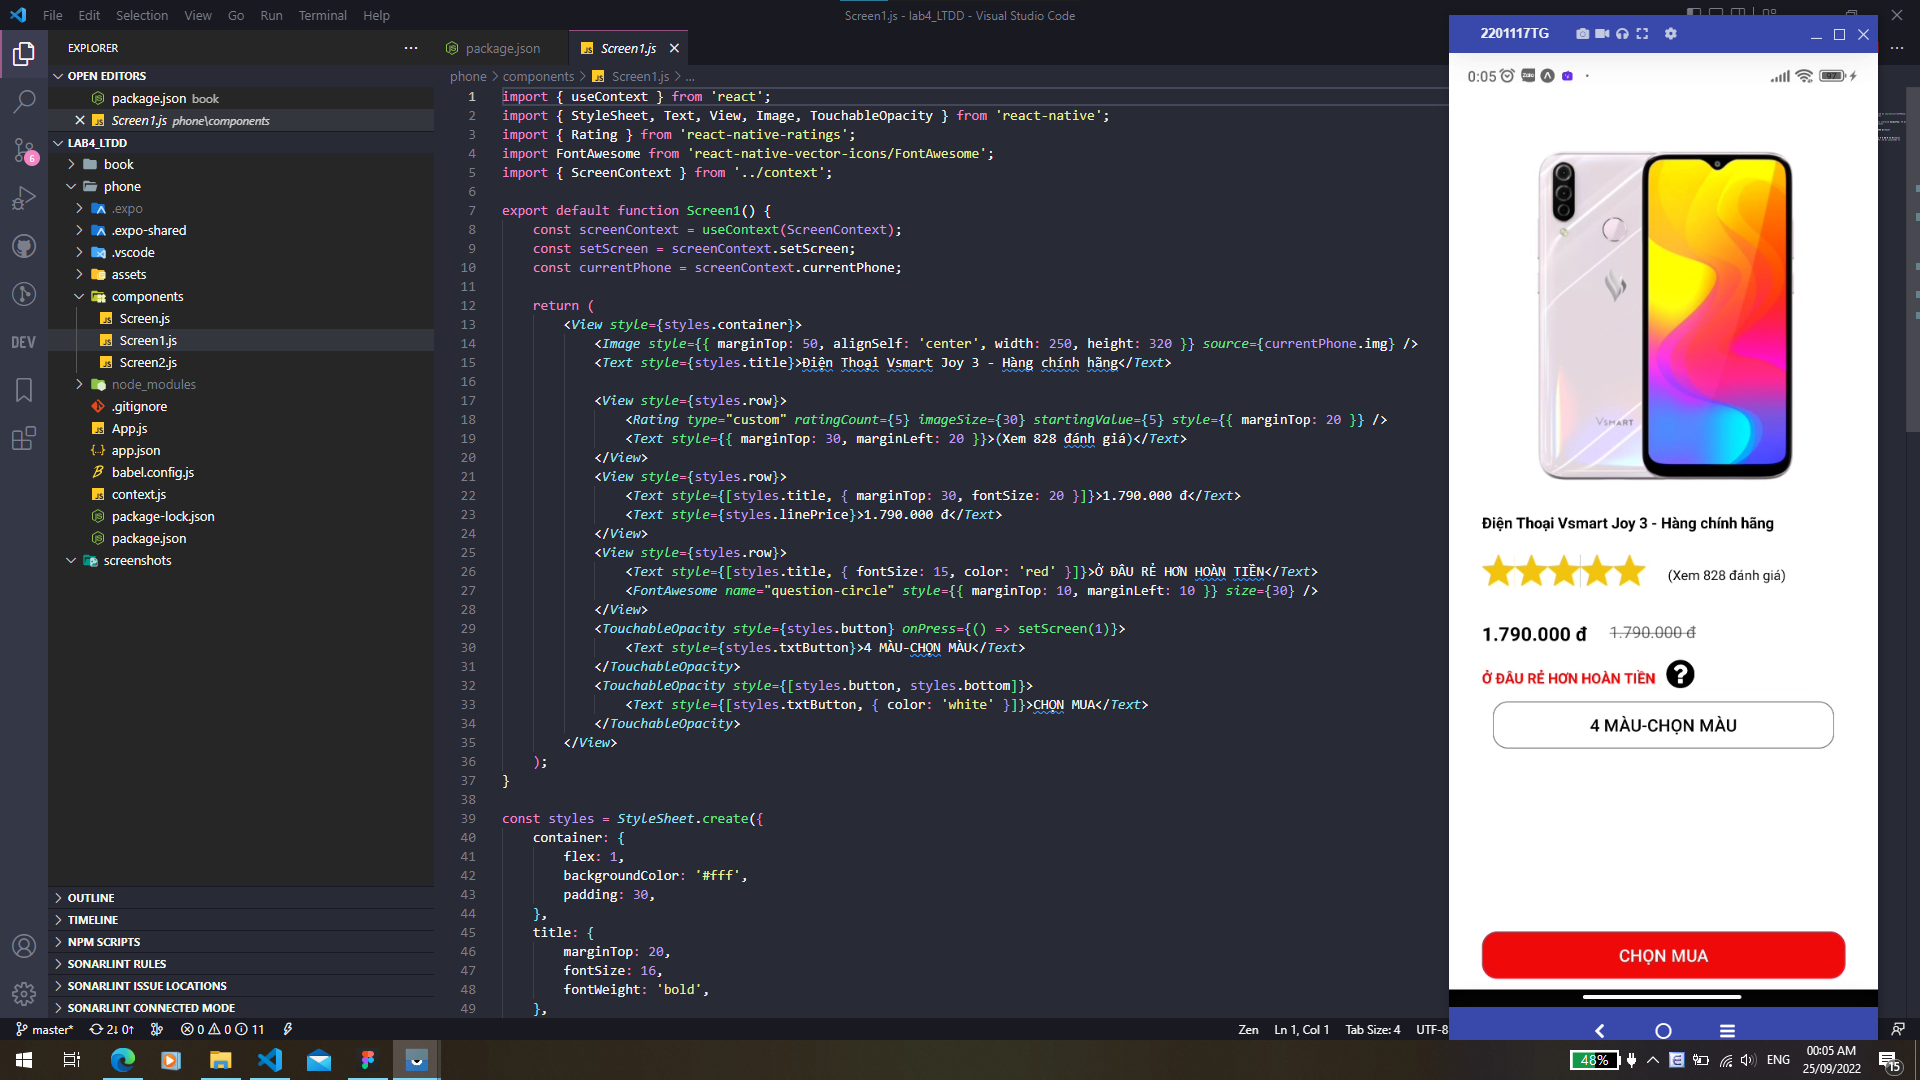 File Edit Selection View Go Run Terminal Help
Screen1.js - lab4_LTDD - Visual Studio Code
EXPLORER
OPEN EDITORS
package.json book
Screen1.js phone\components
LAB4_LTDD
book
phone
.expo
.expo-shared
.vscode
assets
components
Screen.js
Screen1.js
Screen2.js
node_modules
.gitignore
App.js
app.json
babel.config.js
context.js
package-lock.json
package.json
screenshots
OUTLINE
TIMELINE
NPM SCRIPTS
SONARLINT RULES
SONARLINT ISSUE LOCATIONS
SONARLINT CONNECTED MODE
DEV
6
package.json
Screen1.js
phone > components > Screen1.js > ...
1 import { useContext } from 'react';
2 import { StyleSheet, Text, View, Image, TouchableOpacity } from 'react-native';
3 import { Rating } from 'react-native-ratings';
4 import FontAwesome from 'react-native-vector-icons/FontAwesome';
5 import { ScreenContext } from '../context';
6
7 export default function Screen1() {
8 const screenContext = useContext(ScreenContext);
9 const setScreen = screenContext.setScreen;
10 const currentPhone = screenContext.currentPhone;
11
12 return (
13 <View style={styles.container}>
14 <Image style={{ marginTop: 50, alignSelf: 'center', width: 250, height: 320 }} source={currentPhone.img} />
15 <Text style={styles.title}>Điện Thoại Vsmart Joy 3 - Hàng chính hãng</Text>
16
17 <View style={styles.row}>
18 <Rating type="custom" ratingCount={5} imageSize={30} startingValue={5} style={{ marginTop: 20 }} />
19 <Text style={{ marginTop: 30, marginLeft: 20 }}>(Xem 828 đánh giá)</Text>
20 </View>
21 <View style={styles.row}>
22 <Text style={[styles.title, { marginTop: 30, fontSize: 20 }]}>1.790.000 đ</Text>
23 <Text style={styles.linePrice}>1.790.000 đ</Text>
24 </View>
25 <View style={styles.row}>
26 <Text style={[styles.title, { fontSize: 15, color: 'red' }]}>Ở ĐÂU RẺ HƠN HOÀN TIỀN</Text>
27 <FontAwesome name="question-circle" style={{ marginTop: 10, marginLeft: 10 }} size={30} />
28 </View>
29 <TouchableOpacity style={styles.button} onPress={() => setScreen(1)}>
30 <Text style={styles.txtButton}>4 MÀU-CHỌN MÀU</Text>
31 </TouchableOpacity>
32 <TouchableOpacity style={[styles.button, styles.bottom]}>
33 <Text style={[styles.txtButton, { color: 'white' }]}>CHỌN MUA</Text>
34 </TouchableOpacity>
35 </View>
36 );
37 }
38
39 const styles = StyleSheet.create({
40 container: {
41 flex: 1,
42 backgroundColor: '#fff',
43 padding: 30,
44 },
45 title: {
46 marginTop: 20,
47 fontSize: 16,
48 fontWeight: 'bold',
49 },
2201117TG
0:05
Zalo
97
VSMART
Điện Thoại Vsmart Joy 3 - Hàng chính hãng
(Xem 828 đánh giá)
1.790.000 đ 1.790.000 đ
Ở ĐÂU RẺ HƠN HOÀN TIỀN
4 MÀU-CHỌN MÀU
CHỌN MUA
master* 2↓ 0↑ 0 0 11
Zen Ln 1, Col 1 Tab Size: 4 UTF-8
48% ENG 00:05 AM
25/09/2022
15